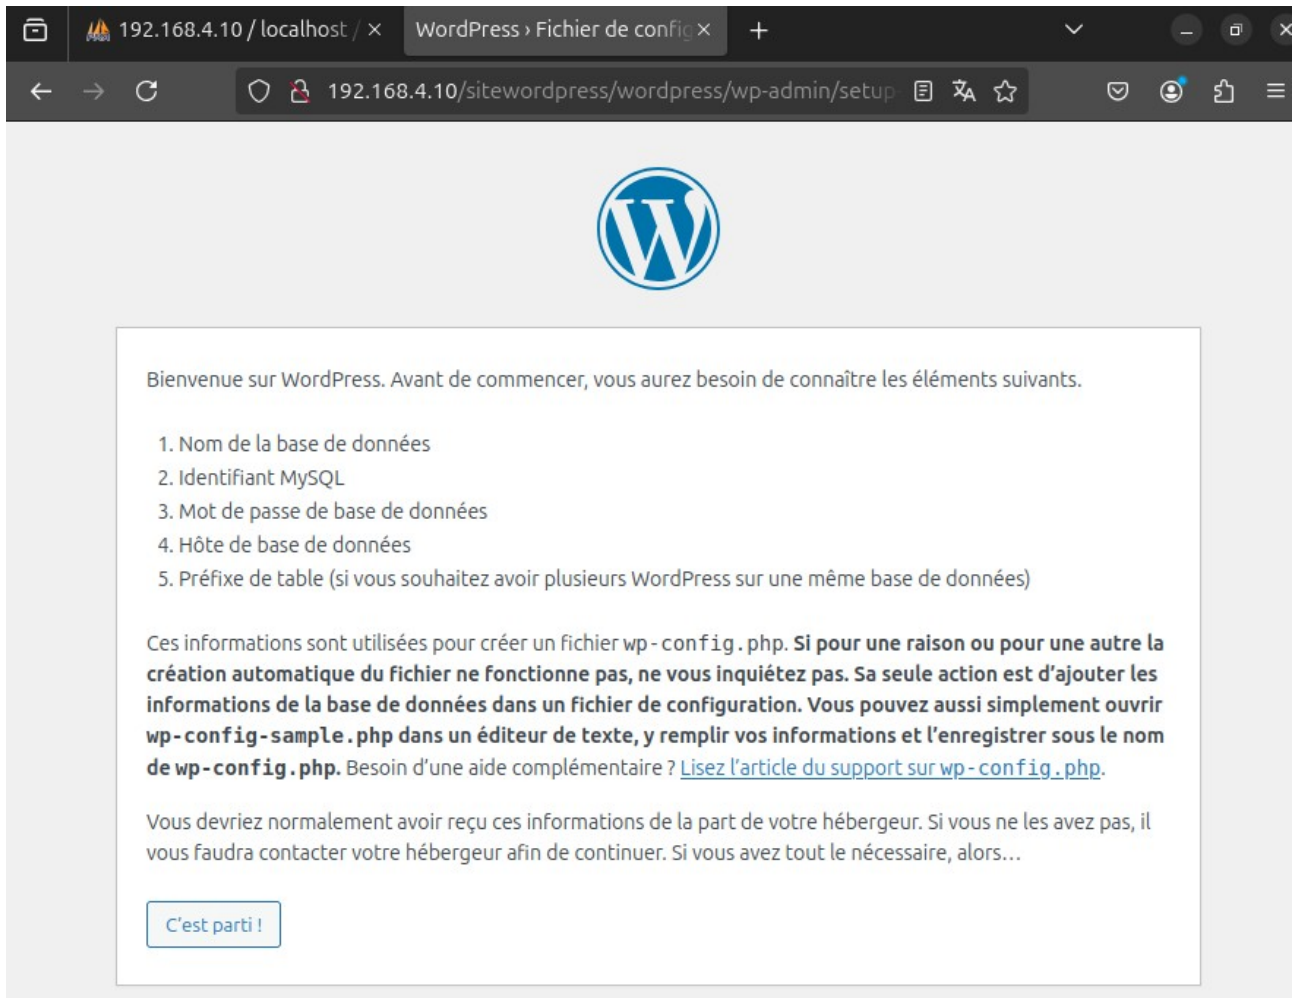 192.168.4.10 / localhost /
WordPress › Fichier de config
192.168.4.10/sitewordpress/wordpress/wp-admin/setup-
Bienvenue sur WordPress. Avant de commencer, vous aurez besoin de connaître les éléments suivants.
1. Nom de la base de données
2. Identifiant MySQL
3. Mot de passe de base de données
4. Hôte de base de données
5. Préfixe de table (si vous souhaitez avoir plusieurs WordPress sur une même base de données)
Ces informations sont utilisées pour créer un fichier wp-config.php. Si pour une raison ou pour une autre la
création automatique du fichier ne fonctionne pas, ne vous inquiétez pas. Sa seule action est d’ajouter les
informations de la base de données dans un fichier de configuration. Vous pouvez aussi simplement ouvrir
wp-config-sample.php dans un éditeur de texte, y remplir vos informations et l’enregistrer sous le nom
de wp-config.php. Besoin d’une aide complémentaire ? Lisez l’article du support sur wp-config.php.
Vous devriez normalement avoir reçu ces informations de la part de votre hébergeur. Si vous ne les avez pas, il
vous faudra contacter votre hébergeur afin de continuer. Si vous avez tout le nécessaire, alors…
C’est parti !